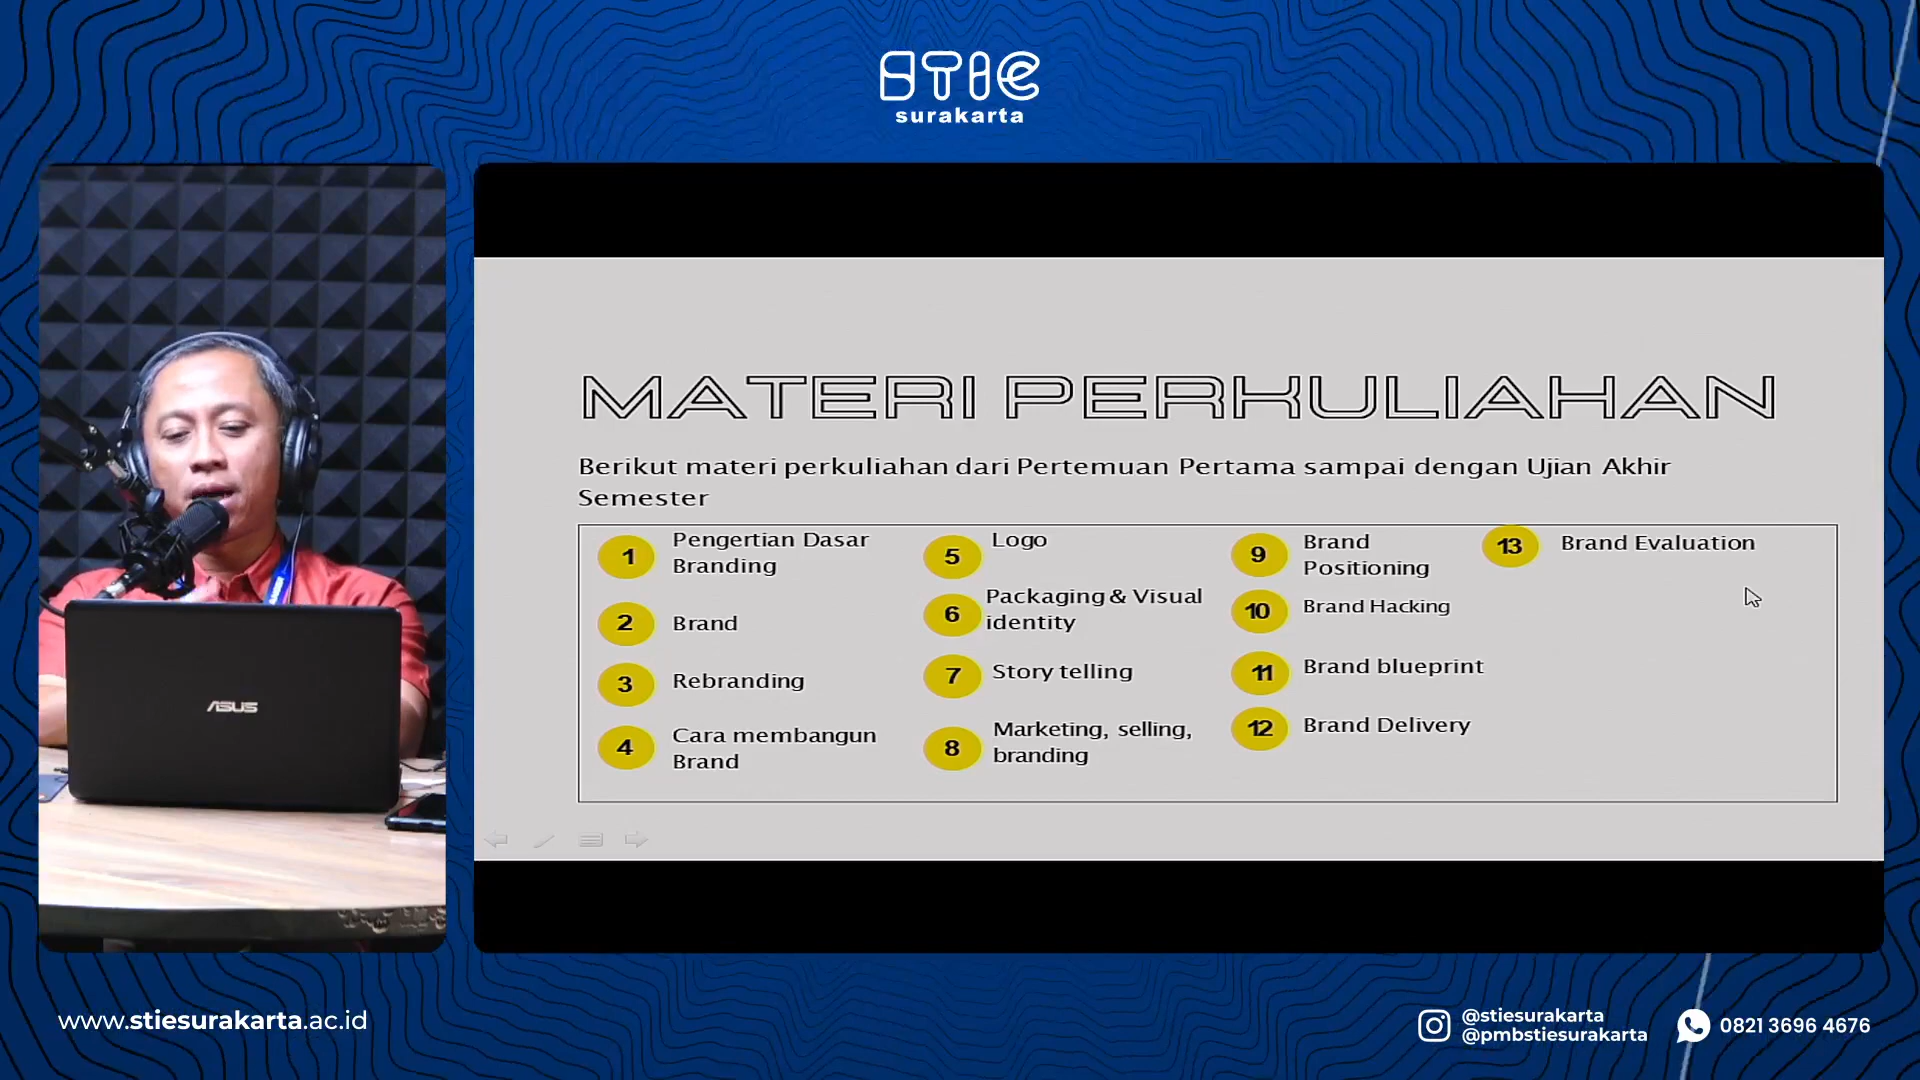 STIE
surakarta
MATERI PERKULIAHAN
Berikut materi perkuliahan dari Pertemuan Pertama sampai dengan Ujian Akhir
Semester
1 Pengertian Dasar
Branding
2 Brand
3 Rebranding
4 Cara membangun
Brand
5 Logo
6 Packaging & Visual
identity
7 Story telling
8 Marketing, selling,
branding
9 Brand
Positioning
10 Brand Hacking
11 Brand blueprint
12 Brand Delivery
13 Brand Evaluation
ASUS
www.stiesurakarta.ac.id
@stiesurakarta
@pmbstiesurakarta
0821 3696 4676